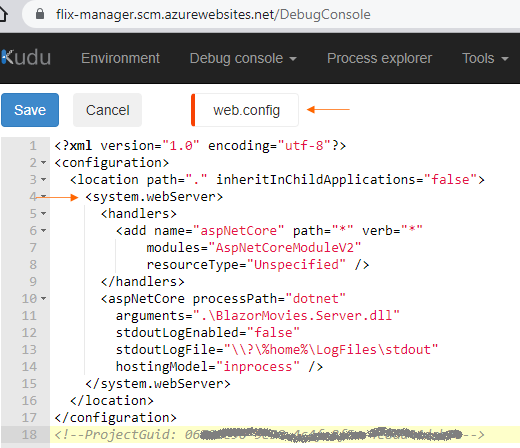 flix-manager.scm.azurewebsites.net/DebugConsole
Kudu Environment Debug console Process explorer Tools
Save Cancel web.config
1 <?xml version="1.0" encoding="utf-8"?>
2 <configuration>
3 <location path="." inheritInChildApplications="false">
4 <system.webServer>
5 <handlers>
6 <add name="aspNetCore" path="*" verb="*"
7 modules="AspNetCoreModuleV2"
8 resourceType="Unspecified" />
9 </handlers>
10 <aspNetCore processPath="dotnet"
11 arguments=".\BlazorMovies.Server.dll"
12 stdoutLogEnabled="false"
13 stdoutLogFile="\\?\%home%\LogFiles\stdout"
14 hostingModel="inprocess" />
15 </system.webServer>
16 </location>
17 </configuration>
18 <!--ProjectGuid: -->